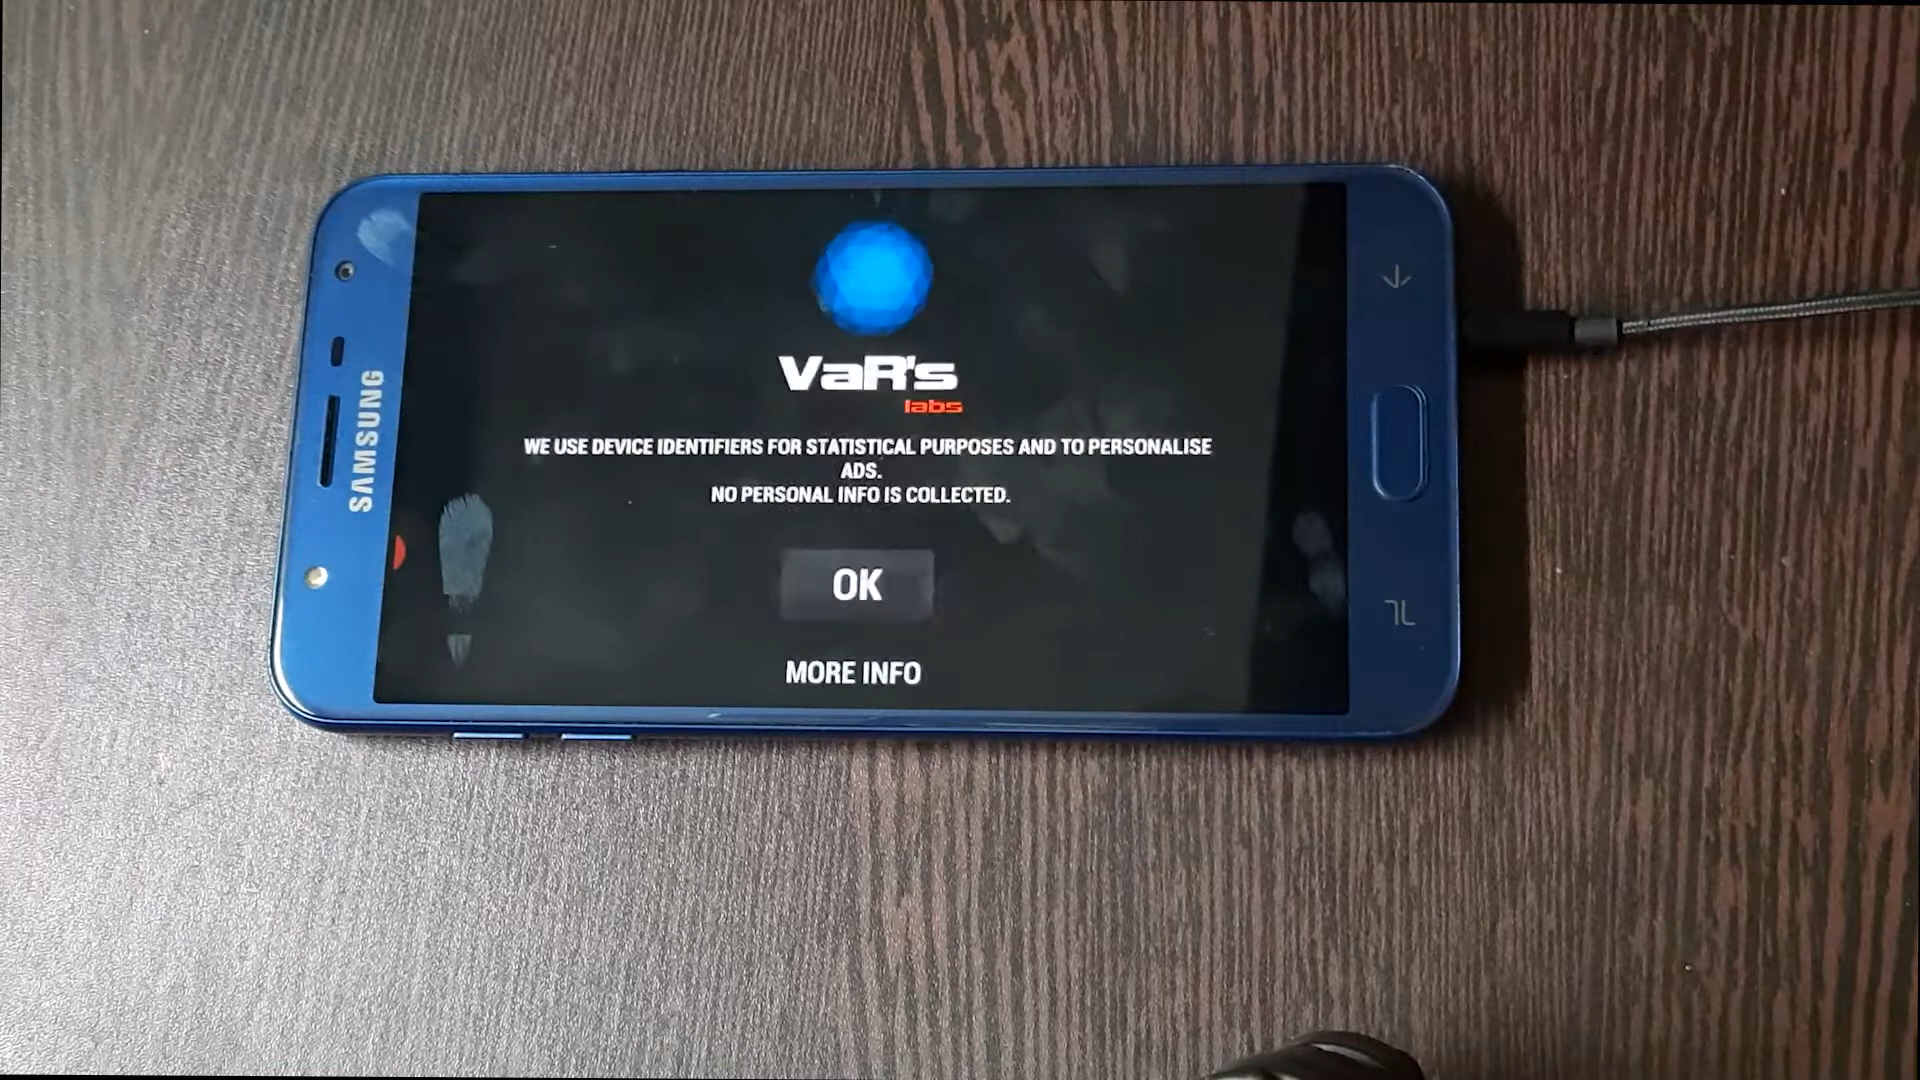 SAMSUNG
VaR's
labs
WE USE DEVICE IDENTIFIERS FOR STATISTICAL PURPOSES AND TO PERSONALISE
ADS.
NO PERSONAL INFO IS COLLECTED.
OK
MORE INFO